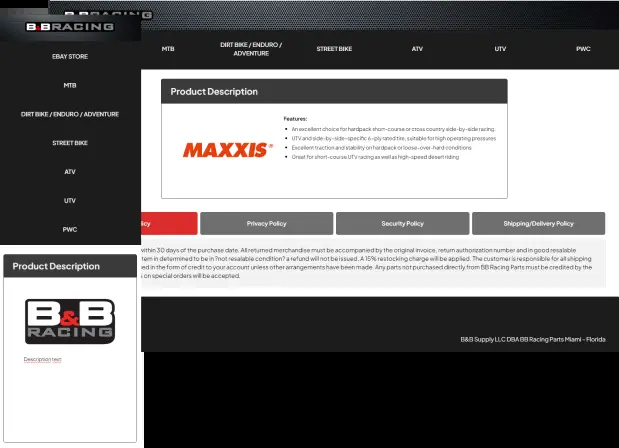 B&B RACING
RACING
EBAY STORE
MTB
DIRT BIKE / ENDURO / ADVENTURE
STREET BIKE
ATV
UTV
PWC
MTB
DIRT BIKE / ENDURO /
ADVENTURE
STREET BIKE
ATV
UTV
PWC
Product Description
MAXXIS®
Features:
An excellent choice for hardpack short-course or cross country side-by-side racing.
UTV and side-by-side-specific 6-ply rated tire, suitable for high operating pressures
Excellent traction and stability on hardpack or loose-over-hard conditions
Great for short-course UTV racing as well as high-speed desert riding
licy
Privacy Policy
Security Policy
Shipping/Delivery Policy
within 30 days of the purchase date. All returned merchandise must be accompanied by the original invoice, return authorization number and in good resalable
tem in determined to be in ?not resalable condition? a refund will not be issued. A 15% restocking charge will be applied. The customer is responsible for all shipping
ed in the form of credit to your account unless other arrangements have been made. Any parts not purchased directly from BB Racing Parts must be credited by the
on special orders will be accepted.
Product Description
B&B
RACING
Description text
B&B Supply LLC DBA BB Racing Parts Miami - Florida